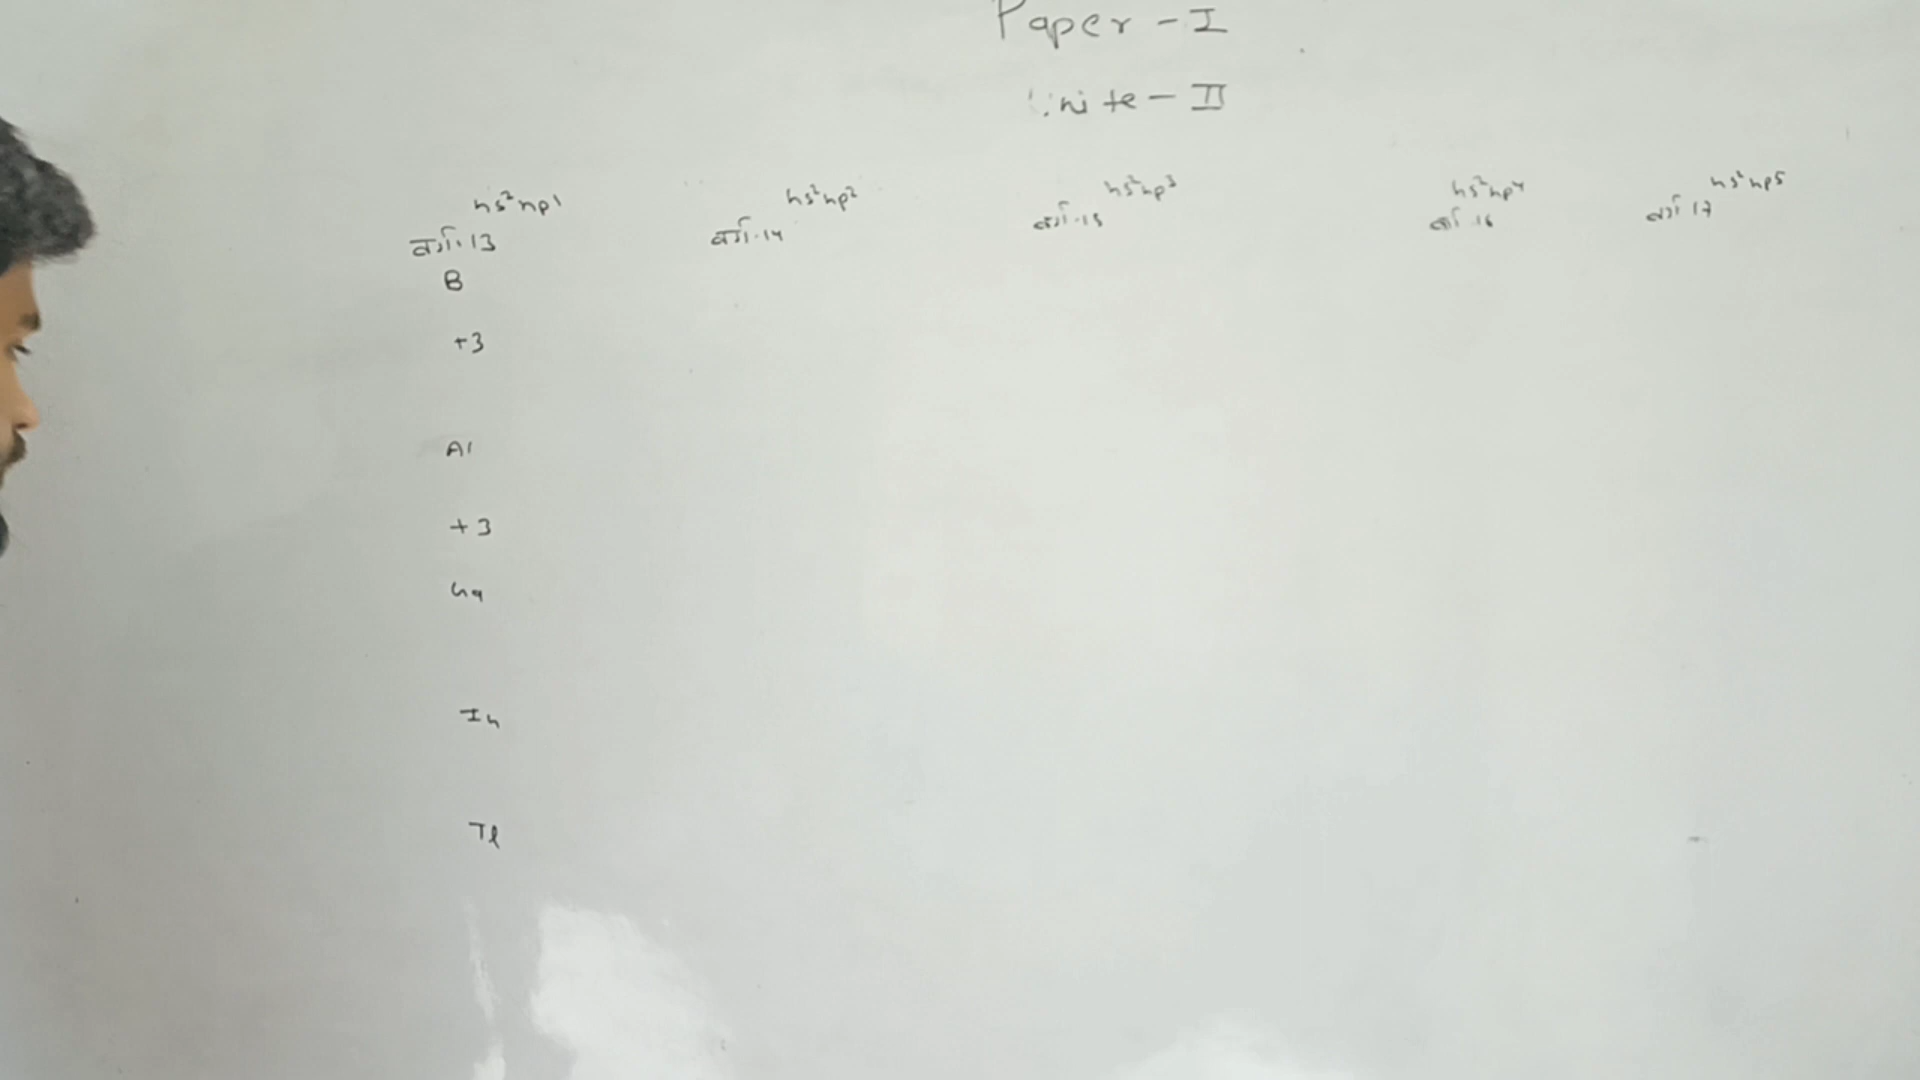 Paper - I
Unite - II
ns²np¹ ns²np² ns²np³ ns²np⁴ ns²np⁵
वर्ग.13 वर्ग.14 वर्ग.15 वर्ग.16 वर्ग 17
B
+3
Al
+3
Ga
In
Tl